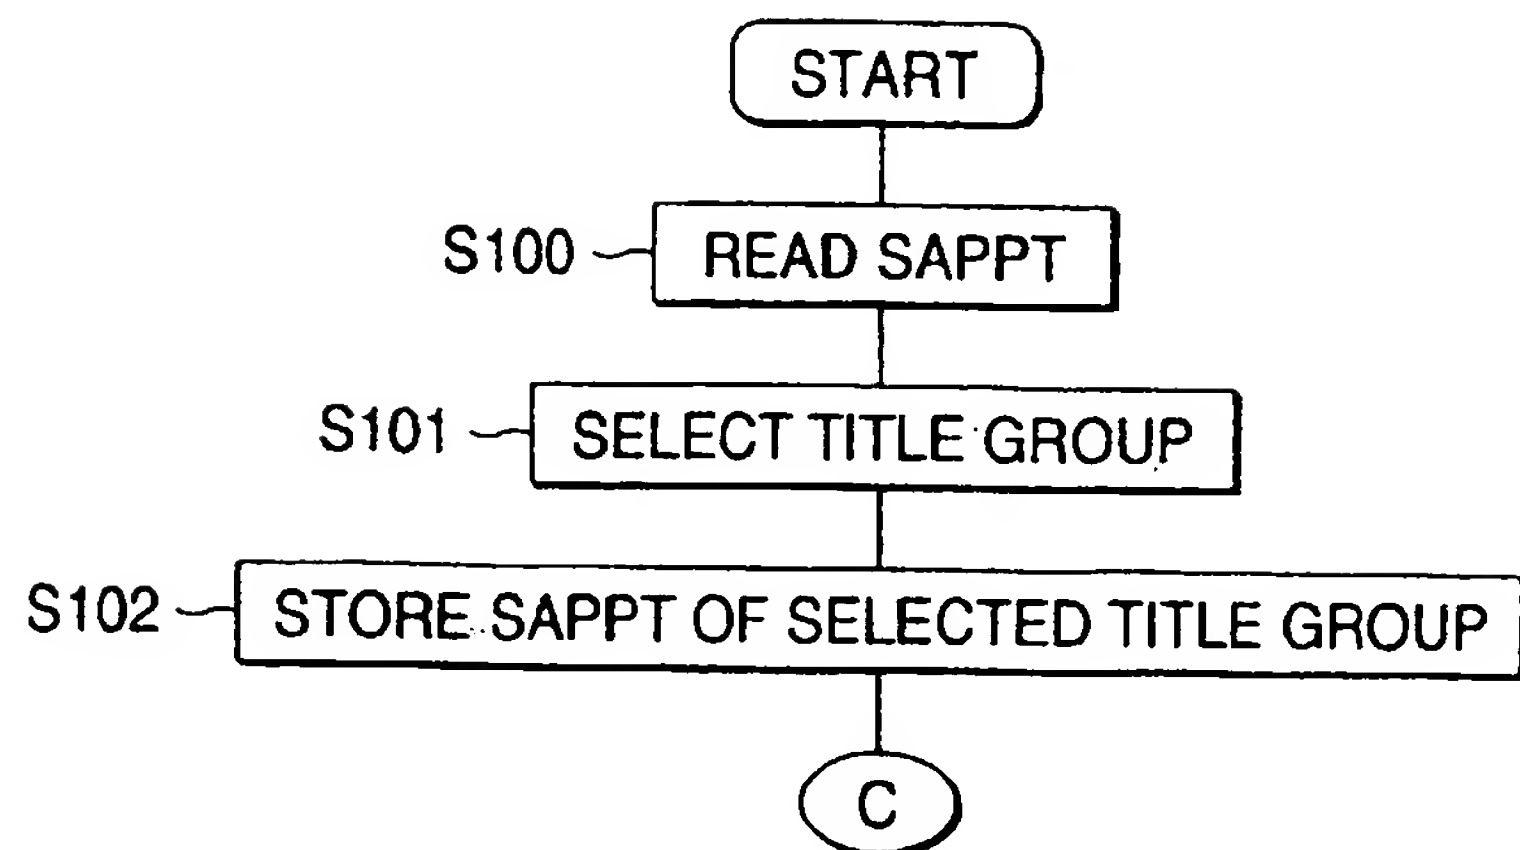 START
S100 READ SAPPT
S101 SELECT TITLE GROUP
S102 STORE SAPPT OF SELECTED TITLE GROUP
C